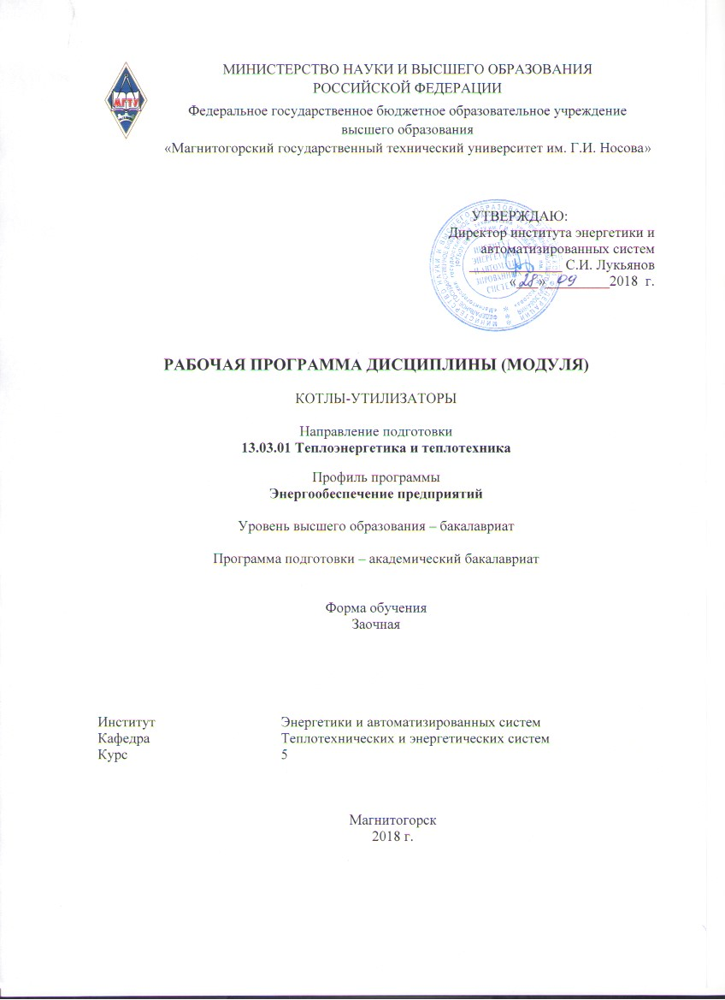 МГТУ
МИНИСТЕРСТВО НАУКИ И ВЫСШЕГО ОБРАЗОВАНИЯ
РОССИЙСКОЙ ФЕДЕРАЦИИ
Федеральное государственное бюджетное образовательное учреждение
высшего образования
«Магнитогорский государственный технический университет им. Г.И. Носова»
УТВЕРЖДАЮ:
Директор института энергетики и
автоматизированных систем
С.И. Лукьянов
« 28 » 09 2018 г.
РАБОЧАЯ ПРОГРАММА ДИСЦИПЛИНЫ (МОДУЛЯ)
КОТЛЫ-УТИЛИЗАТОРЫ
Направление подготовки
13.03.01 Теплоэнергетика и теплотехника
Профиль программы
Энергообеспечение предприятий
Уровень высшего образования – бакалавриат
Программа подготовки – академический бакалавриат
Форма обучения
Заочная
Институт Энергетики и автоматизированных систем
Кафедра Теплотехнических и энергетических систем
Курс 5
Магнитогорск
2018 г.